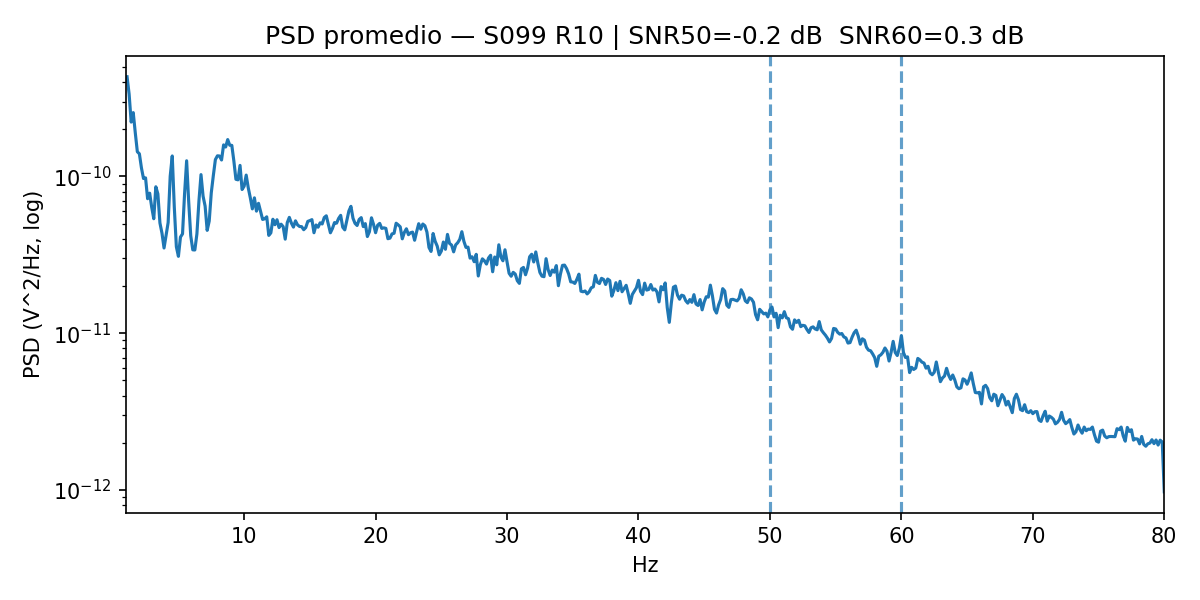 PSD promedio — S099 R10 | SNR50=-0.2 dB  SNR60=0.3 dB
PSD (V^2/Hz, log)
10⁻¹⁰
10⁻¹¹
10⁻¹²
10 20 30 40 50 60 70 80
Hz